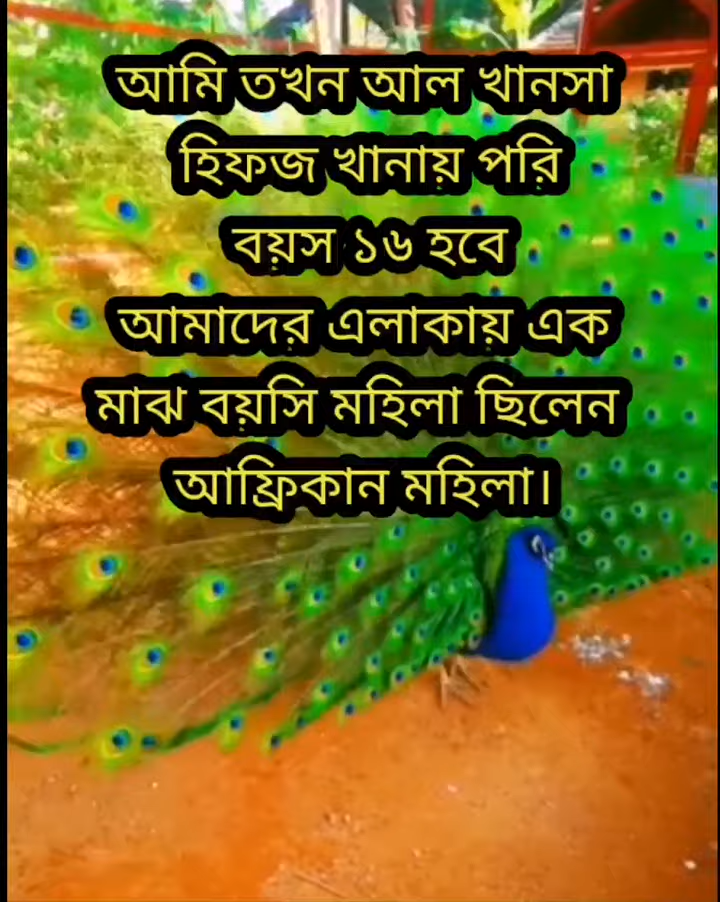 আমি তখন আল খানসা
হিফজ খানায় পরি
বয়স ১৬ হবে
আমাদের এলাকায় এক
মাঝ বয়সি মহিলা ছিলেন
আফ্রিকান মহিলা।